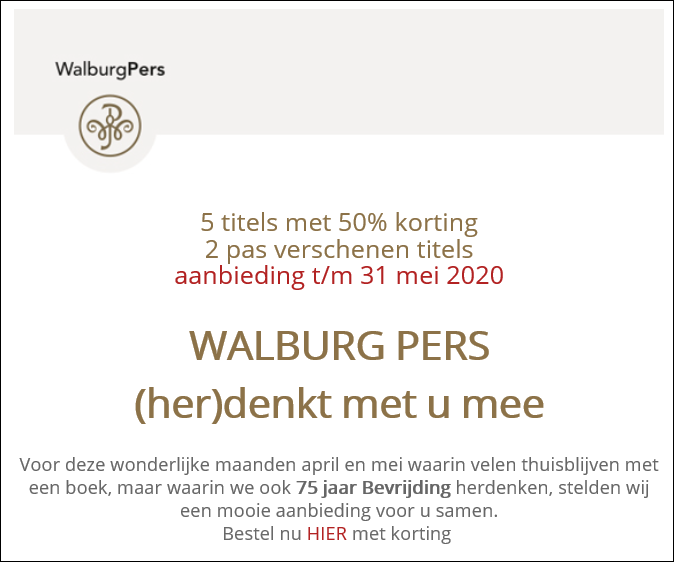 WalburgPers
5 titels met 50% korting
2 pas verschenen titels
aanbieding t/m 31 mei 2020
WALBURG PERS
(her)denkt met u mee
Voor deze wonderlijke maanden april en mei waarin velen thuisblijven met
een boek, maar waarin we ook 75 jaar Bevrijding herdenken, stelden wij
een mooie aanbieding voor u samen.
Bestel nu HIER met korting